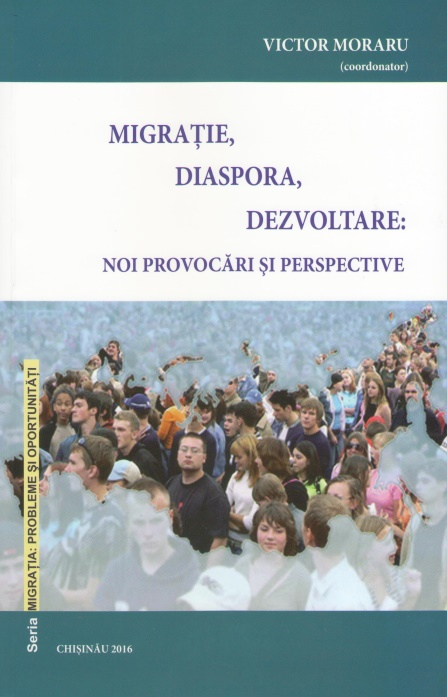 VICTOR MORARU
(coordonator)
MIGRAȚIE,
DIASPORA,
DEZVOLTARE:
NOI PROVOCĂRI ȘI PERSPECTIVE
Seria MIGRAȚIA: PROBLEME ȘI OPORTUNITĂȚI
CHIȘINĂU 2016